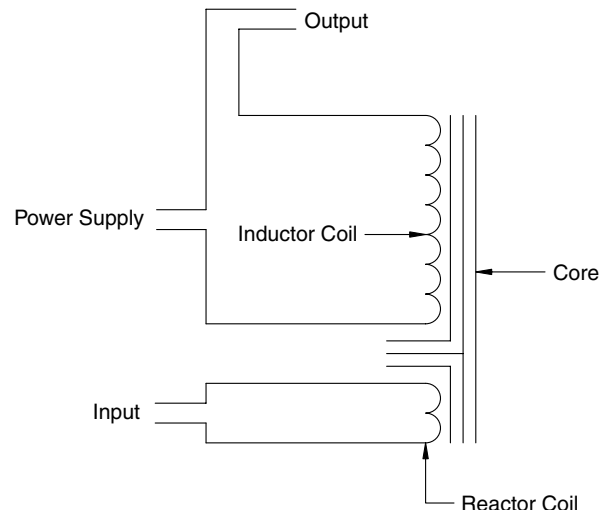 Output
Power Supply
Inductor Coil
Core
Input
Reactor Coil